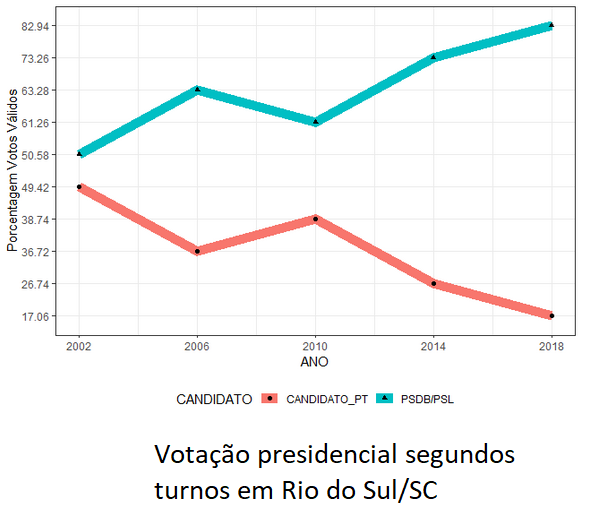 82.94
73.26
63.28
61.26
50.58
49.42
38.74
36.72
26.74
17.06
Porcentagem Votos Válidos
2002 2006 2010 2014 2018
ANO
CANDIDATO CANDIDATO_PT PSDB/PSL
Votação presidencial segundos
turnos em Rio do Sul/SC